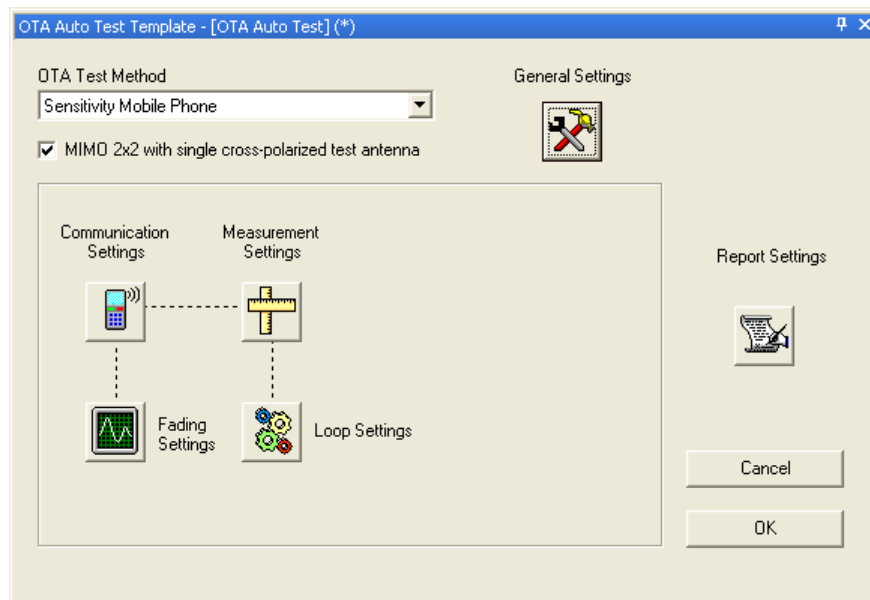 OTA Auto Test Template - [OTA Auto Test] (*)
OTA Test Method
General Settings
Sensitivity Mobile Phone
MIMO 2x2 with single cross-polarized test antenna
Communication
Settings
Measurement
Settings
Report Settings
Fading
Settings
Loop Settings
Cancel
OK